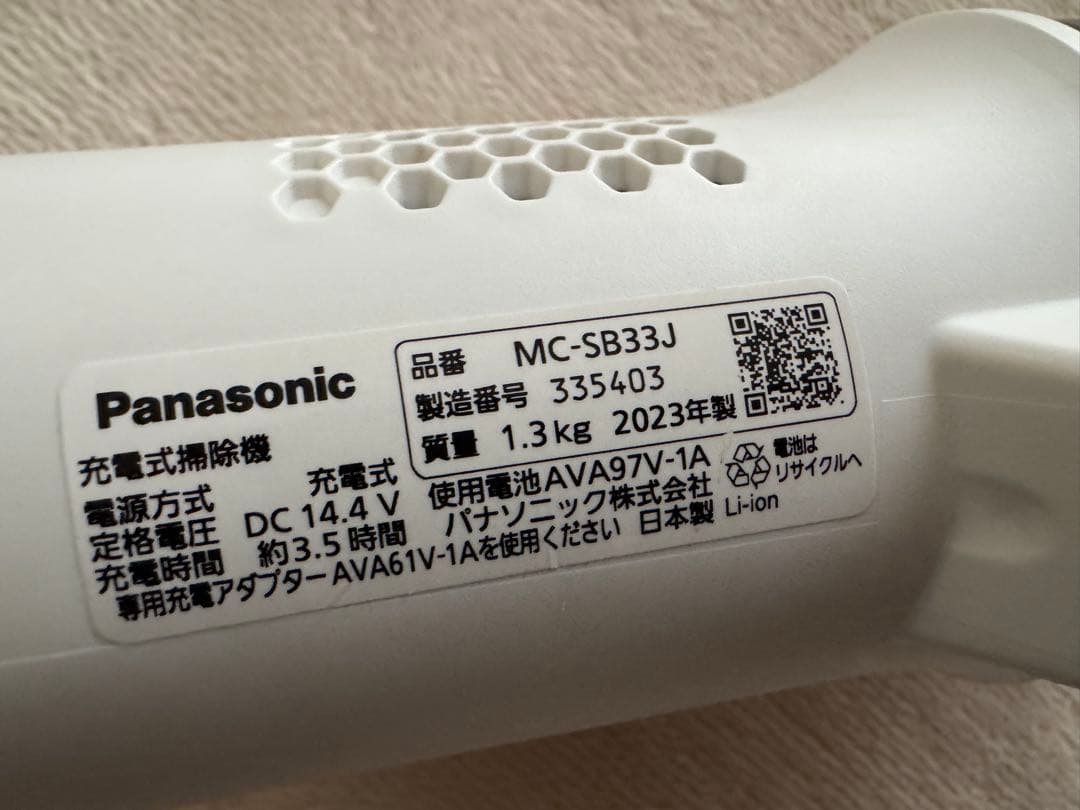 Panasonic
充電式掃除機
品番 MC-SB33J
製造番号 335403
質量 1.3kg 2023年製
電源方式 充電式
定格電圧 DC 14.4 V
充電時間 約3.5時間
使用電池AVA97V-1A
パナソニック株式会社
専用充電アダプターAVA61V-1Aを使用ください 日本製
電池は
リサイクルへ
Li-ion